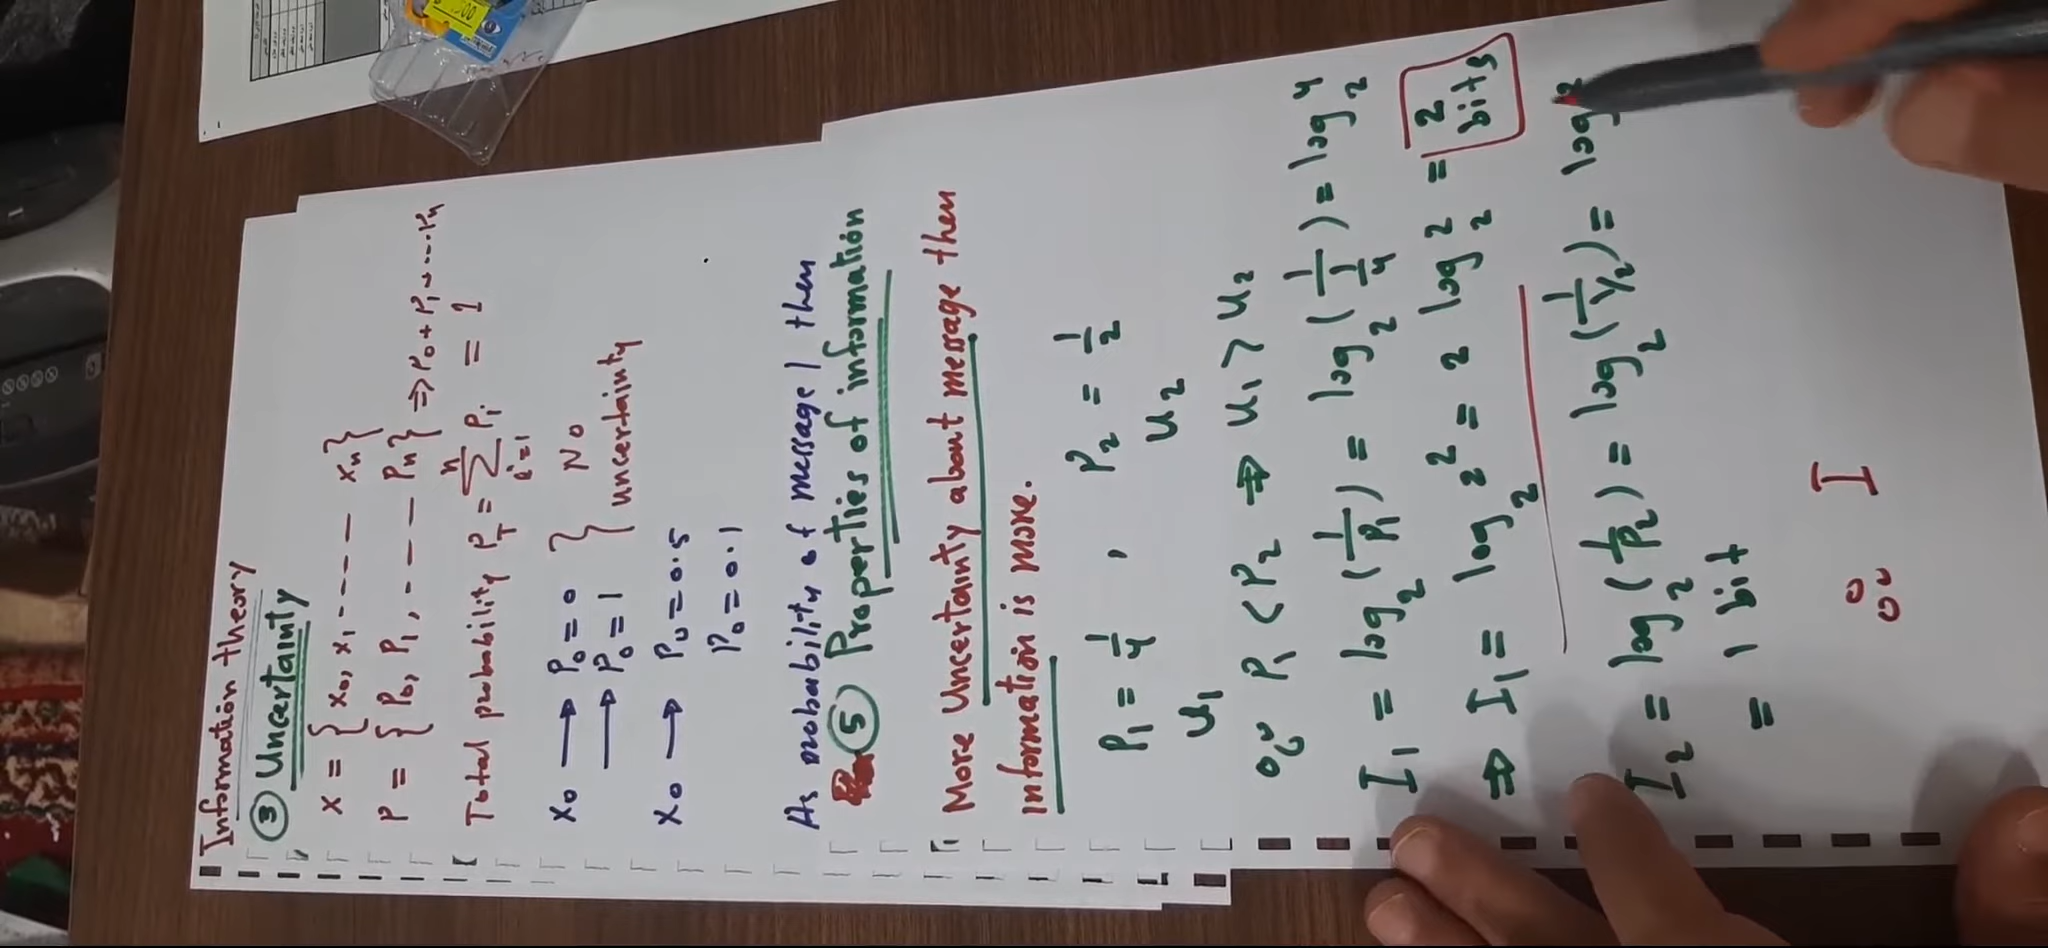 Information theory
③ Uncertainty
X = { x₀, x₁, ---- xₙ }
P = { P₀, P₁, ---- Pₙ } ⇒ P₀ + P₁ + .... Pₙ
Total probability P_T = ∑ᵢ₌₁ⁿ Pᵢ = 1
X₀ → P₀ = 0 } No
→ P₀ = 1 } uncertainty
X₀ → P₀ = 0.5
P₀ = 0.1
As probability of message ↑ then
⑤ Properties of information
More Uncertainty about message then
information is more.
P₁ = 1/4 , P₂ = 1/2
U₁ U₂
∵ P₁ < P₂ ⇒ U₁ > U₂
I₁ = log₂ (1/P₁) = log₂ (1/(1/4)) = log₂ 4
⇒ I₁ = log₂ 2² = 2 log₂ 2 = 2 bits
I₂ = log₂ (1/P₂) = log₂ (1/(1/2)) = log₂ 2
= 1 bit
∴ I
500